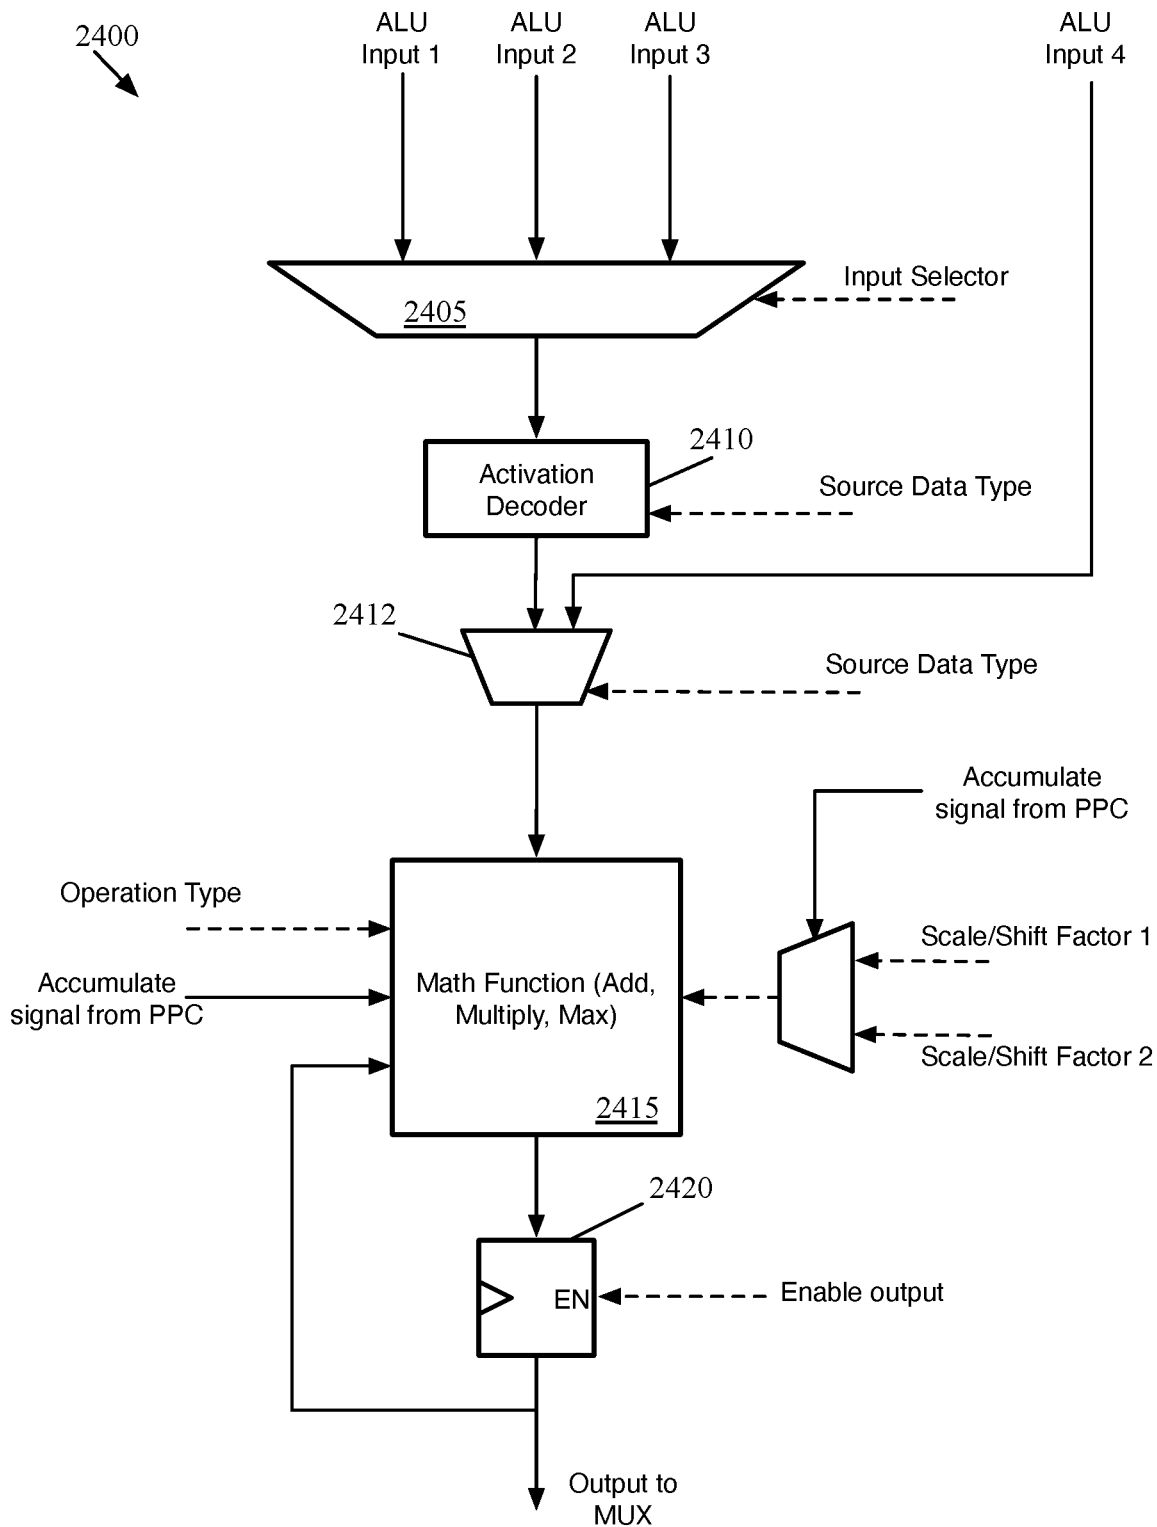 2400
ALU
Input 1
ALU
Input 2
ALU
Input 3
ALU
Input 4
Input Selector
2405
2410
Activation
Decoder
Source Data Type
2412
Source Data Type
Accumulate
signal from PPC
Operation Type
Scale/Shift Factor 1
Accumulate
signal from PPC
Math Function (Add,
Multiply, Max)
Scale/Shift Factor 2
2415
2420
EN
Enable output
Output to
MUX